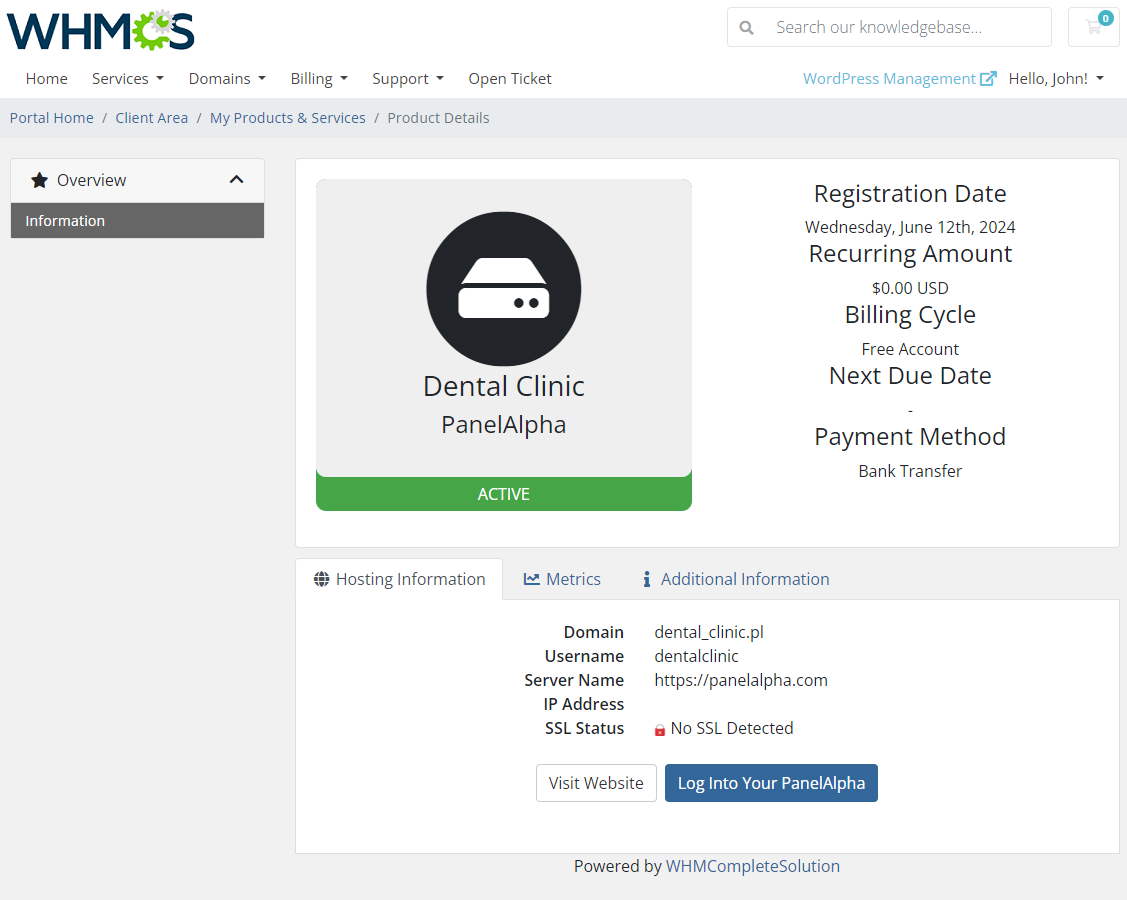 WHMCS
Search our knowledgebase...
0
Home Services Domains Billing Support Open Ticket
WordPress Management Hello, John!
Portal Home / Client Area / My Products & Services / Product Details
Overview
Information
Dental Clinic
PanelAlpha
ACTIVE
Registration Date
Wednesday, June 12th, 2024
Recurring Amount
$0.00 USD
Billing Cycle
Free Account
Next Due Date
-
Payment Method
Bank Transfer
Hosting Information Metrics Additional Information
Domain dental_clinic.pl
Username dentalclinic
Server Name https://panelalpha.com
IP Address
SSL Status No SSL Detected
Visit Website Log Into Your PanelAlpha
Powered by WHMCompleteSolution